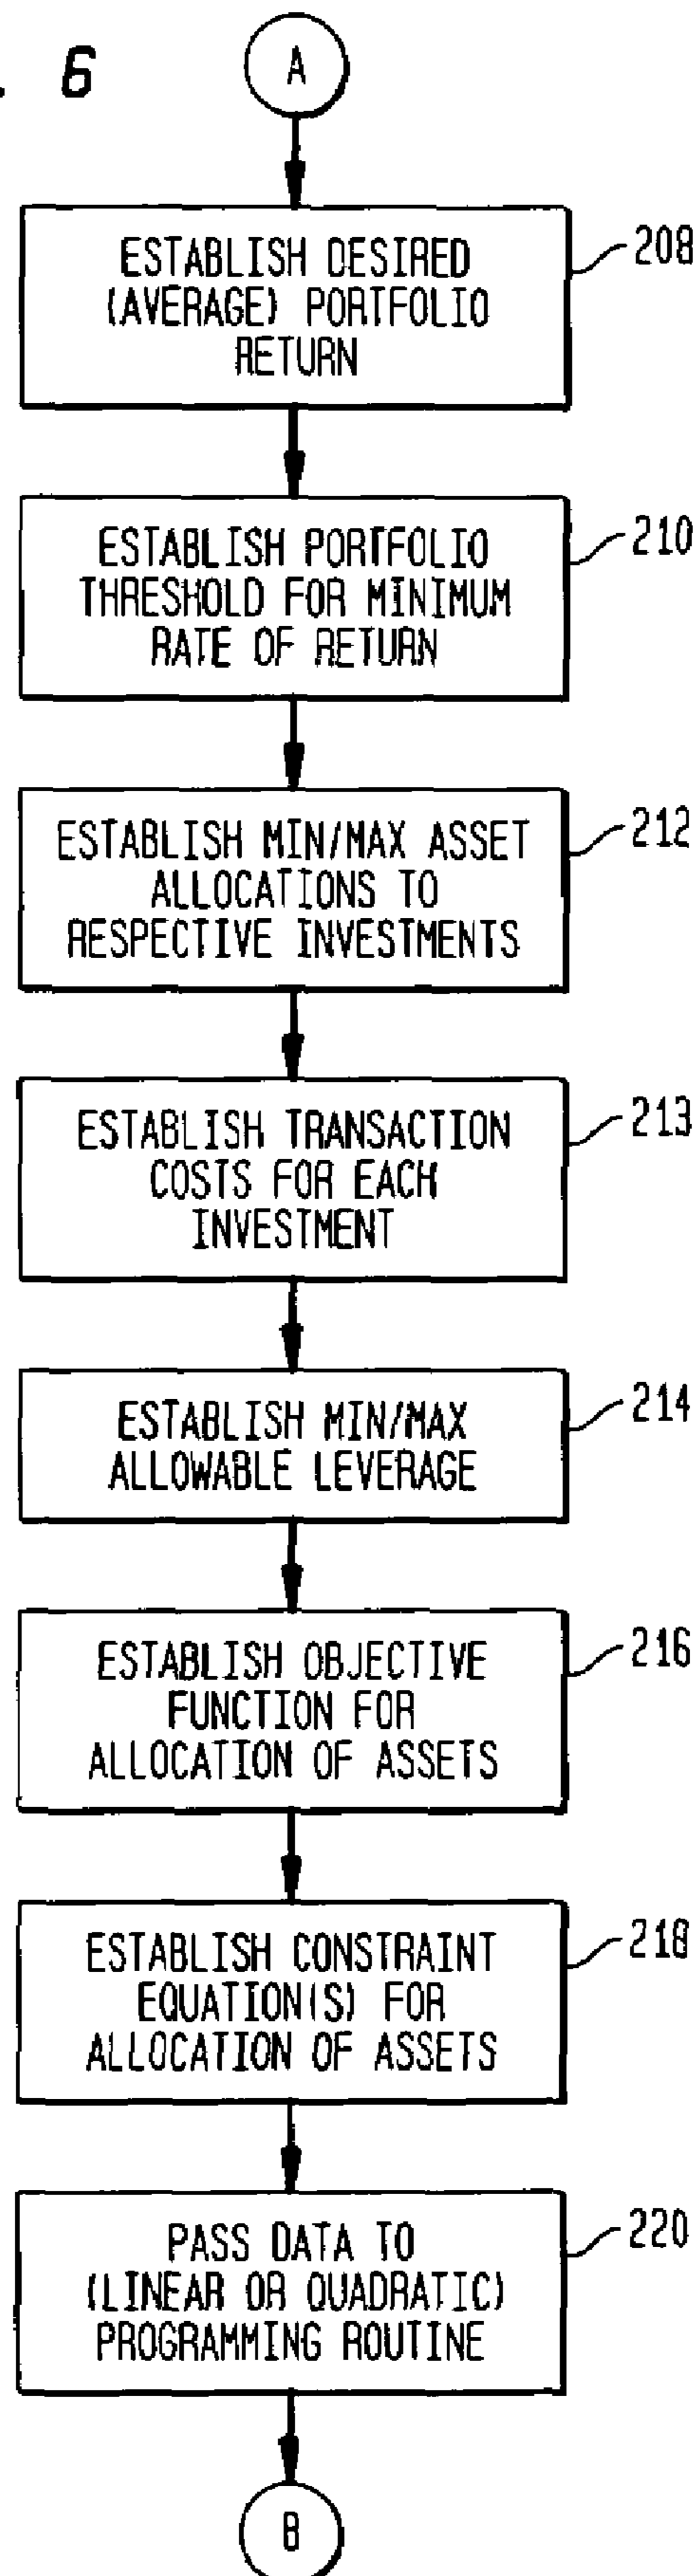 . 6
A
ESTABLISH DESIRED
(AVERAGE) PORTFOLIO
RETURN
208
ESTABLISH PORTFOLIO
THRESHOLD FOR MINIMUM
RATE OF RETURN
210
ESTABLISH MIN/MAX ASSET
ALLOCATIONS TO
RESPECTIVE INVESTMENTS
212
ESTABLISH TRANSACTION
COSTS FOR EACH
INVESTMENT
213
ESTABLISH MIN/MAX
ALLOWABLE LEVERAGE
214
ESTABLISH OBJECTIVE
FUNCTION FOR
ALLOCATION OF ASSETS
216
ESTABLISH CONSTRAINT
EQUATION(S) FOR
ALLOCATION OF ASSETS
218
PASS DATA TO
(LINEAR OR QUADRATIC)
PROGRAMMING ROUTINE
220
B